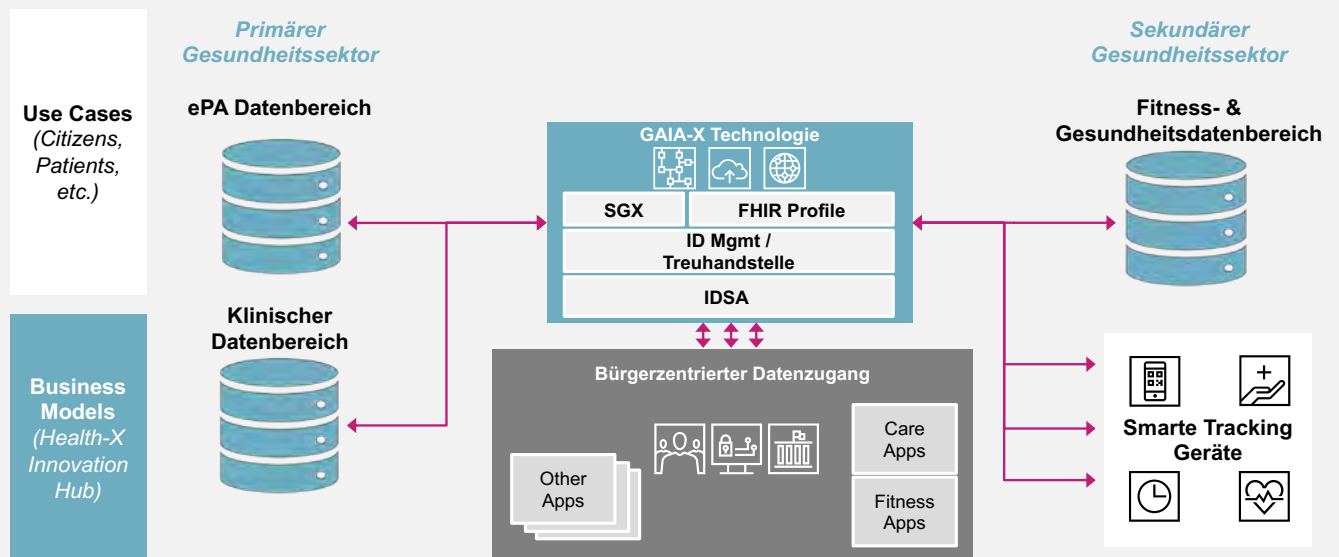 Use Cases
(Citizens,
Patients,
etc.)
Business
Models
(Health-X
Innovation
Hub)
Primärer
Gesundheitssektor
ePA Datenbereich
Klinischer
Datenbereich
GAIA-X Technologie
SGX
FHIR Profile
ID Mgmt /
Treuhandstelle
IDSA
Bürgerzentrierter Datenzugang
Other
Apps
Care
Apps
Fitness
Apps
Sekundärer
Gesundheitssektor
Fitness- &
Gesundheitsdatenbereich
Smarte Tracking
Geräte